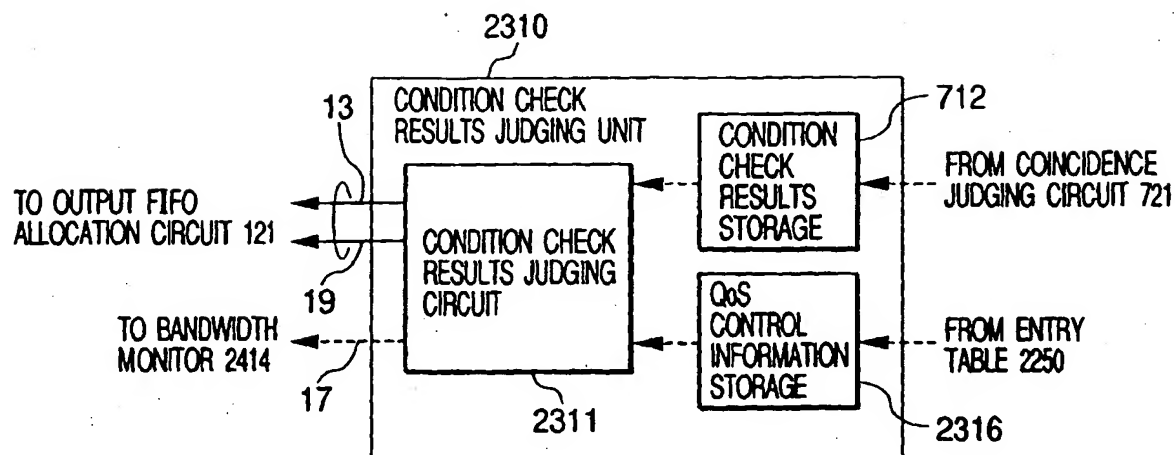 2310
13
CONDITION CHECK
RESULTS JUDGING UNIT
712
CONDITION
CHECK
RESULTS
STORAGE
FROM COINCIDENCE
JUDGING CIRCUIT 721
TO OUTPUT FIFO
ALLOCATION CIRCUIT 121
19
CONDITION CHECK
RESULTS JUDGING
CIRCUIT
TO BANDWIDTH
MONITOR 2414
17
QoS
CONTROL
INFORMATION
STORAGE
FROM ENTRY
TABLE 2250
2311
2316